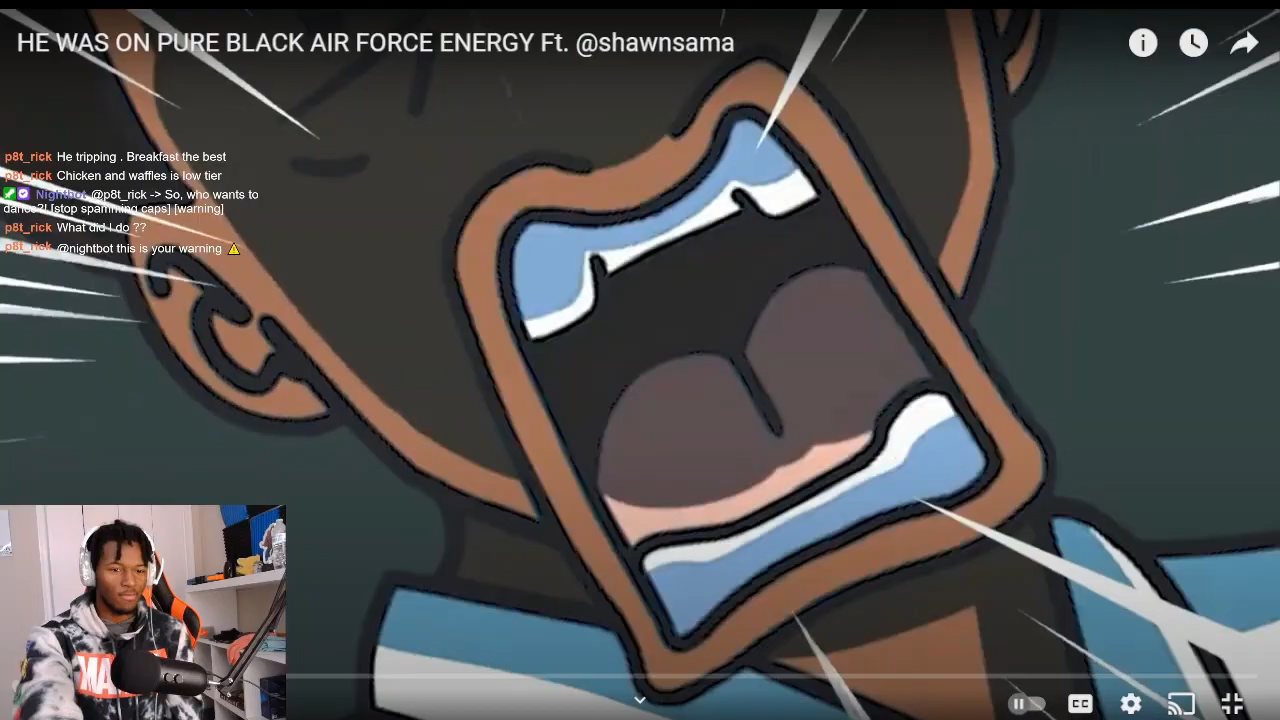 HE WAS ON PURE BLACK AIR FORCE ENERGY Ft. @shawnsama
p8t_rick He tripping . Breakfast the best
p8t_rick Chicken and waffles is low tier
Nightbot @p8t_rick -> So, who wants to
dance?! [stop spamming caps] [warning]
p8t_rick What did I do ??
p8t_rick @nightbot this is your warning ⚠
CC